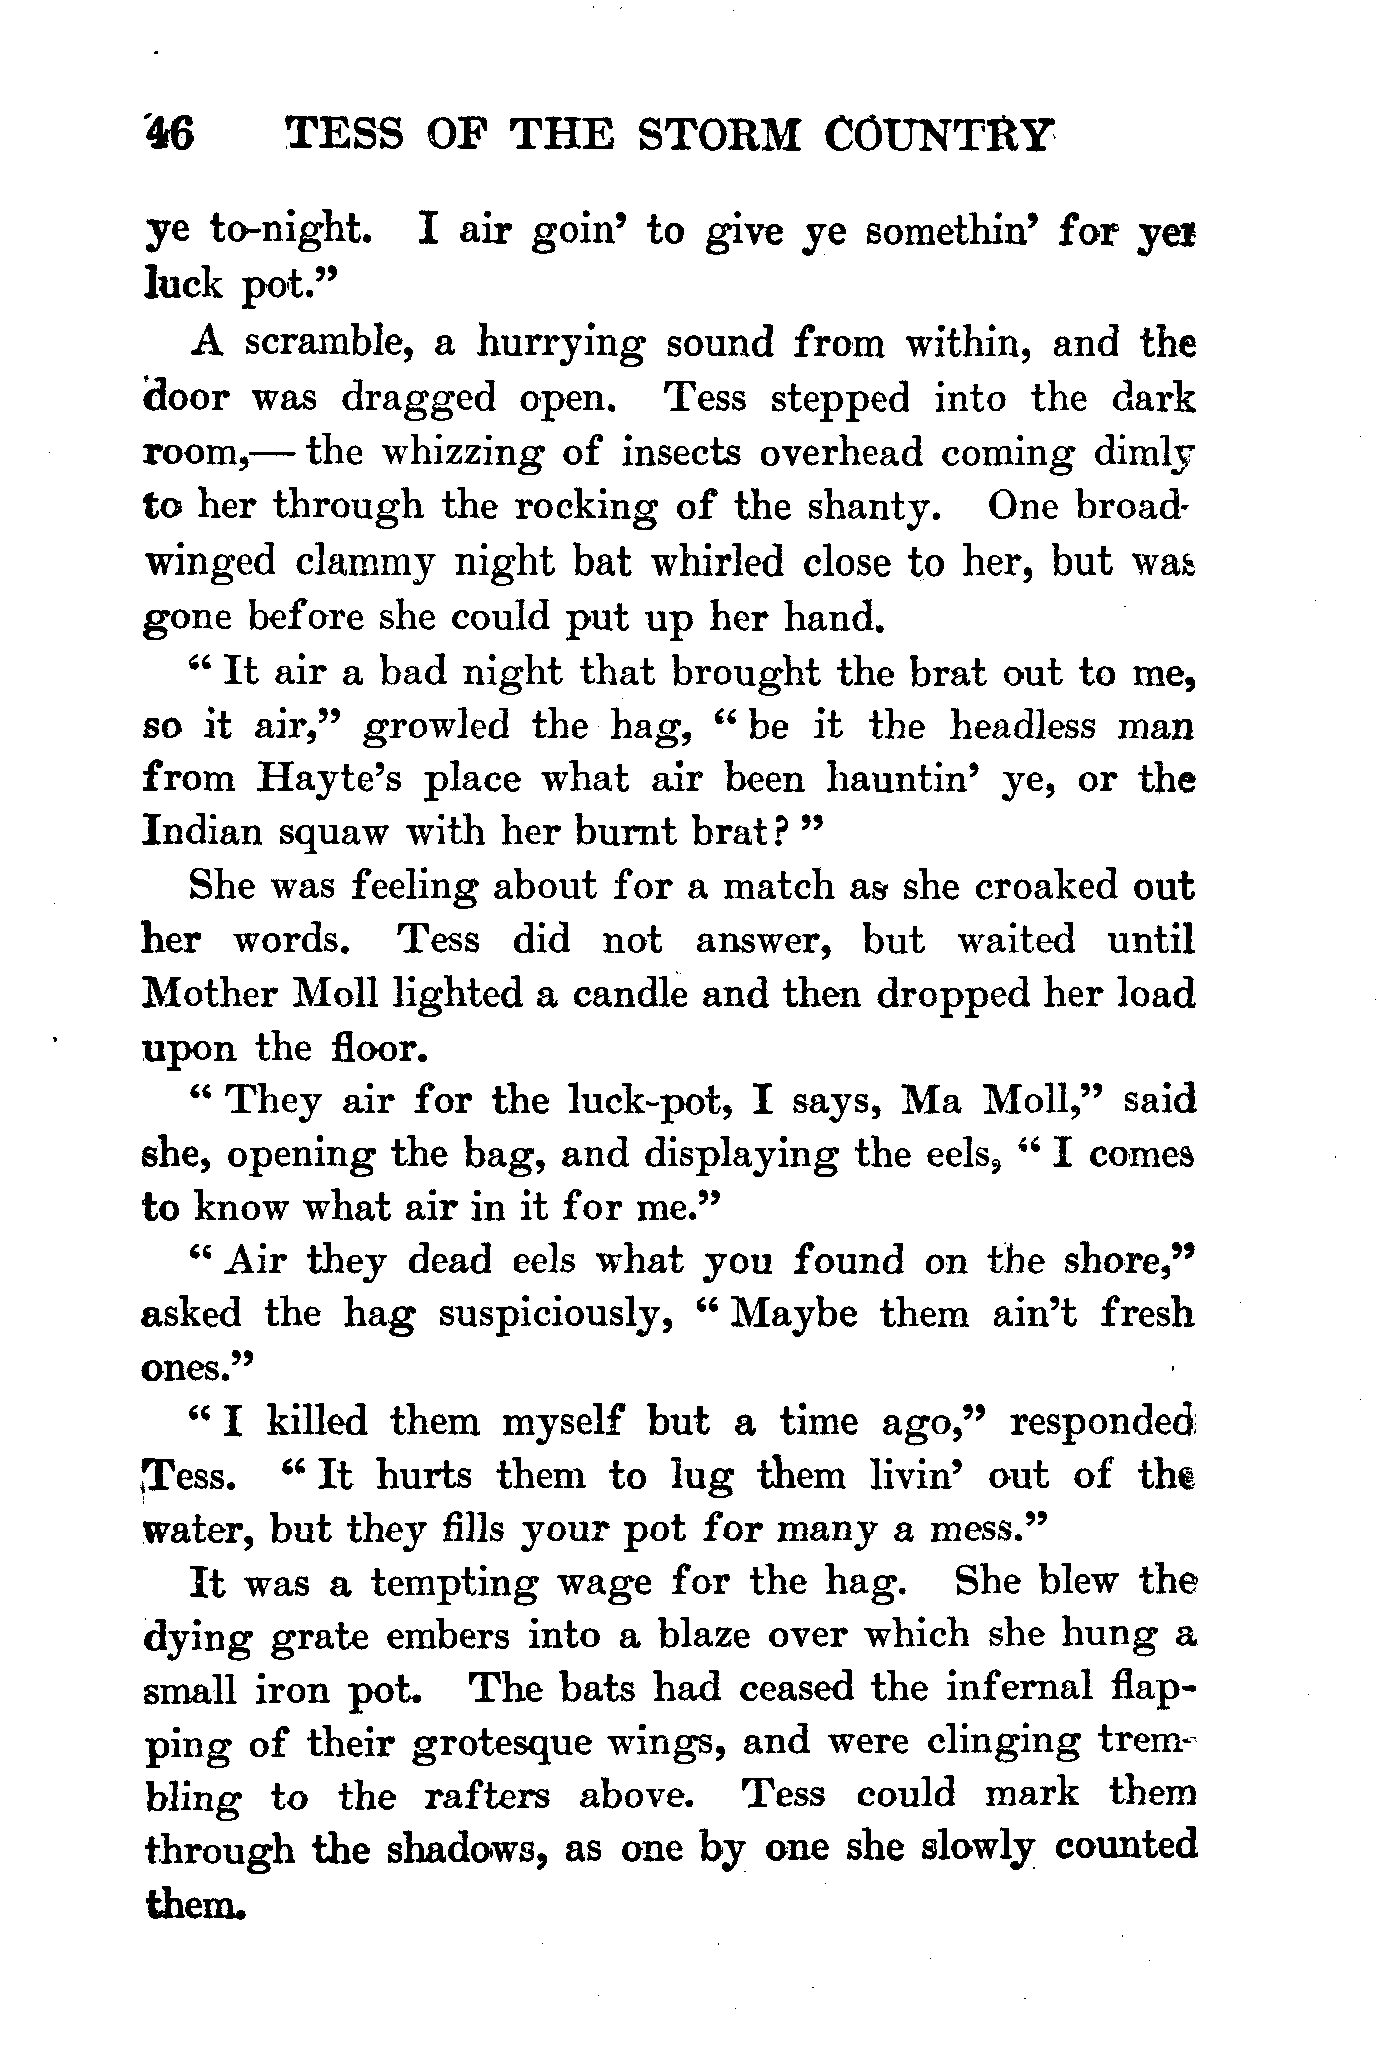 46 TESS OF THE STORM COUNTRY
ye to-night. I air goin' to give ye somethin' for yer
luck pot."
A scramble, a hurrying sound from within, and the
door was dragged open. Tess stepped into the dark
room,— the whizzing of insects overhead coming dimly
to her through the rocking of the shanty. One broad-
winged clammy night bat whirled close to her, but was
gone before she could put up her hand.
" It air a bad night that brought the brat out to me,
so it air," growled the hag, " be it the headless man
from Hayte's place what air been hauntin' ye, or the
Indian squaw with her burnt brat? "
She was feeling about for a match as she croaked out
her words. Tess did not answer, but waited until
Mother Moll lighted a candle and then dropped her load
upon the floor.
" They air for the luck-pot, I says, Ma Moll," said
she, opening the bag, and displaying the eels, " I comes
to know what air in it for me."
" Air they dead eels what you found on the shore,"
asked the hag suspiciously, " Maybe them ain't fresh
ones."
" I killed them myself but a time ago," responded
Tess. " It hurts them to lug them livin' out of the
water, but they fills your pot for many a mess."
It was a tempting wage for the hag. She blew the
dying grate embers into a blaze over which she hung a
small iron pot. The bats had ceased the infernal flap-
ping of their grotesque wings, and were clinging trem-
bling to the rafters above. Tess could mark them
through the shadows, as one by one she slowly counted
them.